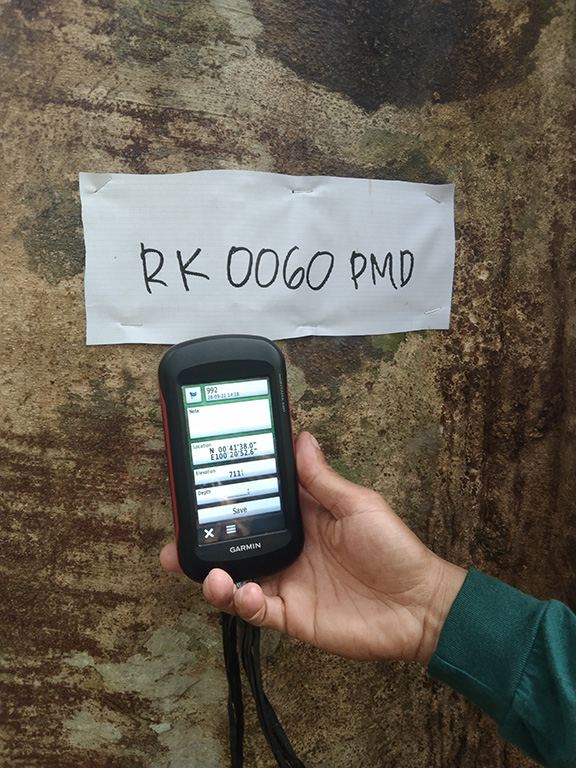 RK 0060 PMD
992
Note
Location
N 00°41'38.0"
E100°20'52.6"
Elevation
711
Depth
Save
GARMIN